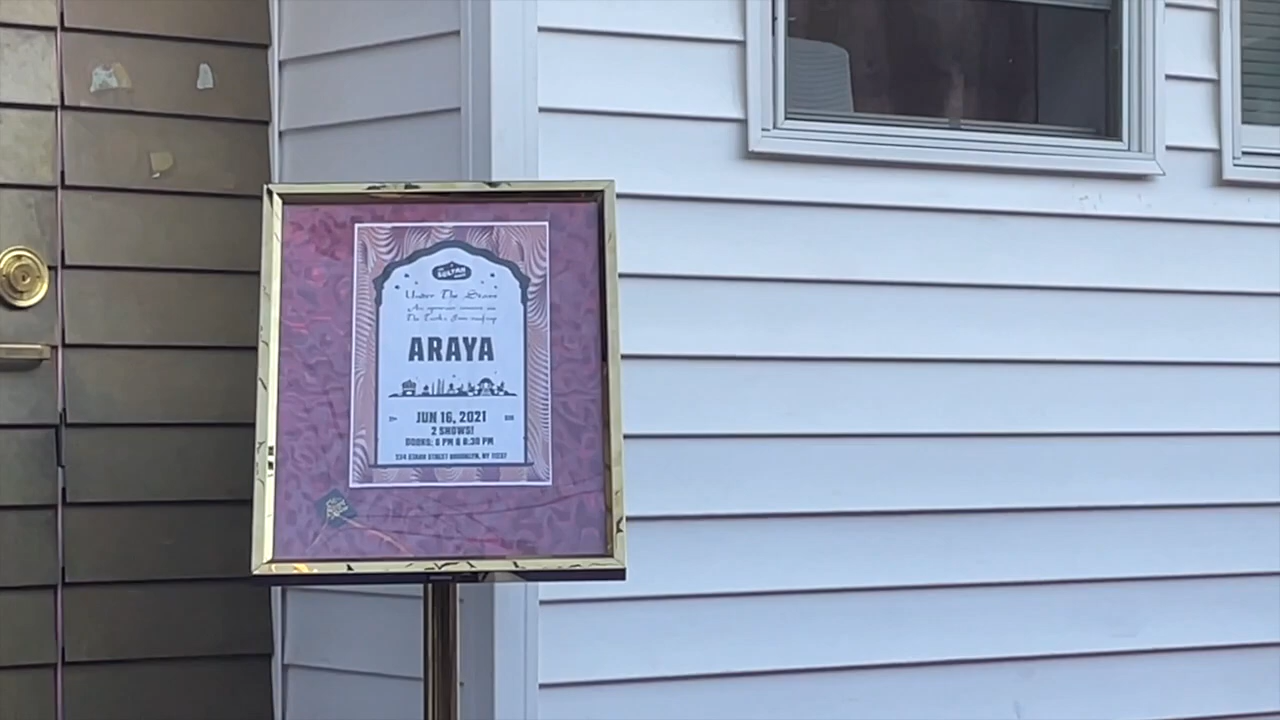 SULTAN
Under The Stars
ARAYA
JUN 16, 2021
2 SHOWS!
DOORS: 6 PM & 8:30 PM
234 STARR STREET BROOKLYN, NY 11237